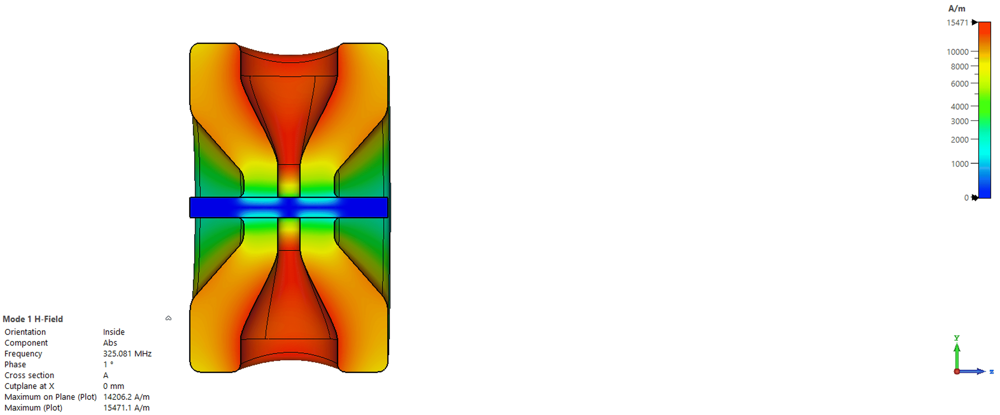 A/m
15471
10000
8000
6000
4000
3000
2000
1000
0
Mode 1 H-Field
Orientation Inside
Component Abs
Frequency 325.081 MHz
Phase 1 °
Cross section A
Cutplane at X 0 mm
Maximum on Plane (Plot) 14206.2 A/m
Maximum (Plot) 15471.1 A/m
y
z